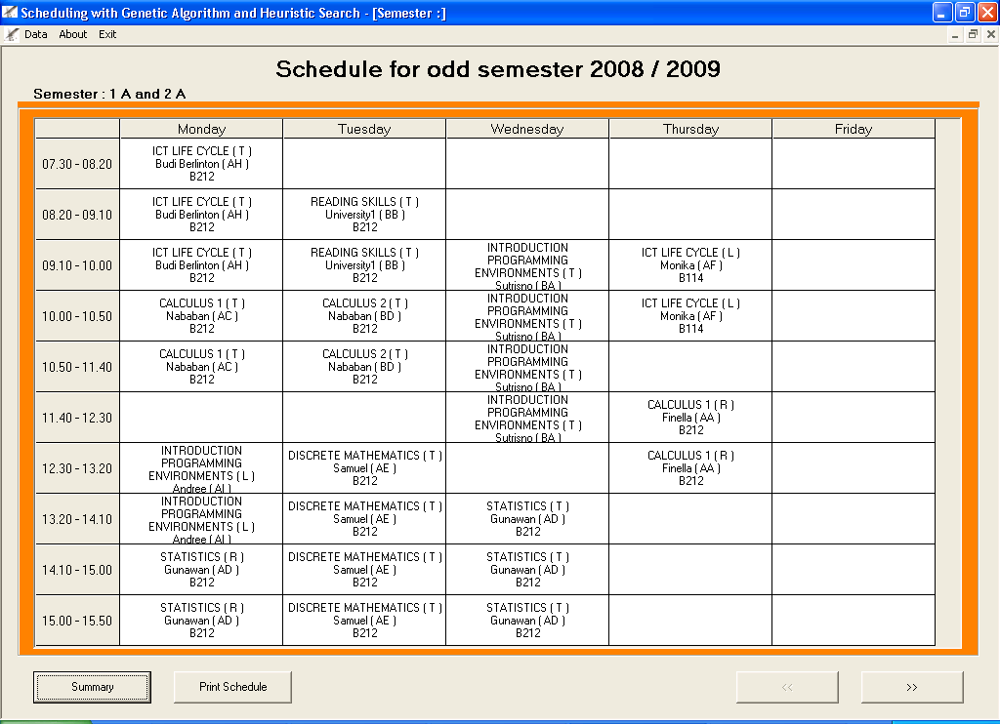 Scheduling with Genetic Algorithm and Heuristic Search - [Semester :]
Data About Exit
Schedule for odd semester 2008 / 2009
Semester : 1 A and 2 A
Monday Tuesday Wednesday Thursday Friday
07.30 - 08.20
ICT LIFE CYCLE ( T )
Budi Berlinton ( AH )
B212
08.20 - 09.10
ICT LIFE CYCLE ( T )
Budi Berlinton ( AH )
B212
READING SKILLS ( T )
University1 ( BB )
B212
09.10 - 10.00
ICT LIFE CYCLE ( T )
Budi Berlinton ( AH )
B212
READING SKILLS ( T )
University1 ( BB )
B212
INTRODUCTION
PROGRAMMING
ENVIRONMENTS ( T )
Sutrisno ( BA )
ICT LIFE CYCLE ( L )
Monika ( AF )
B114
10.00 - 10.50
CALCULUS 1 ( T )
Nababan ( AC )
B212
CALCULUS 2 ( T )
Nababan ( BD )
B212
INTRODUCTION
PROGRAMMING
ENVIRONMENTS ( T )
Sutrisno ( BA )
ICT LIFE CYCLE ( L )
Monika ( AF )
B114
10.50 - 11.40
CALCULUS 1 ( T )
Nababan ( AC )
B212
CALCULUS 2 ( T )
Nababan ( BD )
B212
INTRODUCTION
PROGRAMMING
ENVIRONMENTS ( T )
Sutrisno ( BA )
11.40 - 12.30
INTRODUCTION
PROGRAMMING
ENVIRONMENTS ( T )
Sutrisno ( BA )
CALCULUS 1 ( R )
Finella ( AA )
B212
12.30 - 13.20
INTRODUCTION
PROGRAMMING
ENVIRONMENTS ( L )
Andree
DISCRETE MATHEMATICS ( T )
Samuel ( AE )
B212
CALCULUS 1 ( R )
Finella ( AA )
B212
13.20 - 14.10
INTRODUCTION
PROGRAMMING
ENVIRONMENTS ( L )
Andree
DISCRETE MATHEMATICS ( T )
Samuel ( AE )
B212
STATISTICS ( T )
Gunawan ( AD )
B212
14.10 - 15.00
STATISTICS ( R )
Gunawan ( AD )
B212
DISCRETE MATHEMATICS ( T )
Samuel ( AE )
B212
STATISTICS ( T )
Gunawan ( AD )
B212
15.00 - 15.50
STATISTICS ( R )
Gunawan ( AD )
B212
DISCRETE MATHEMATICS ( T )
Samuel ( AE )
B212
STATISTICS ( T )
Gunawan ( AD )
B212
Summary Print Schedule << >>